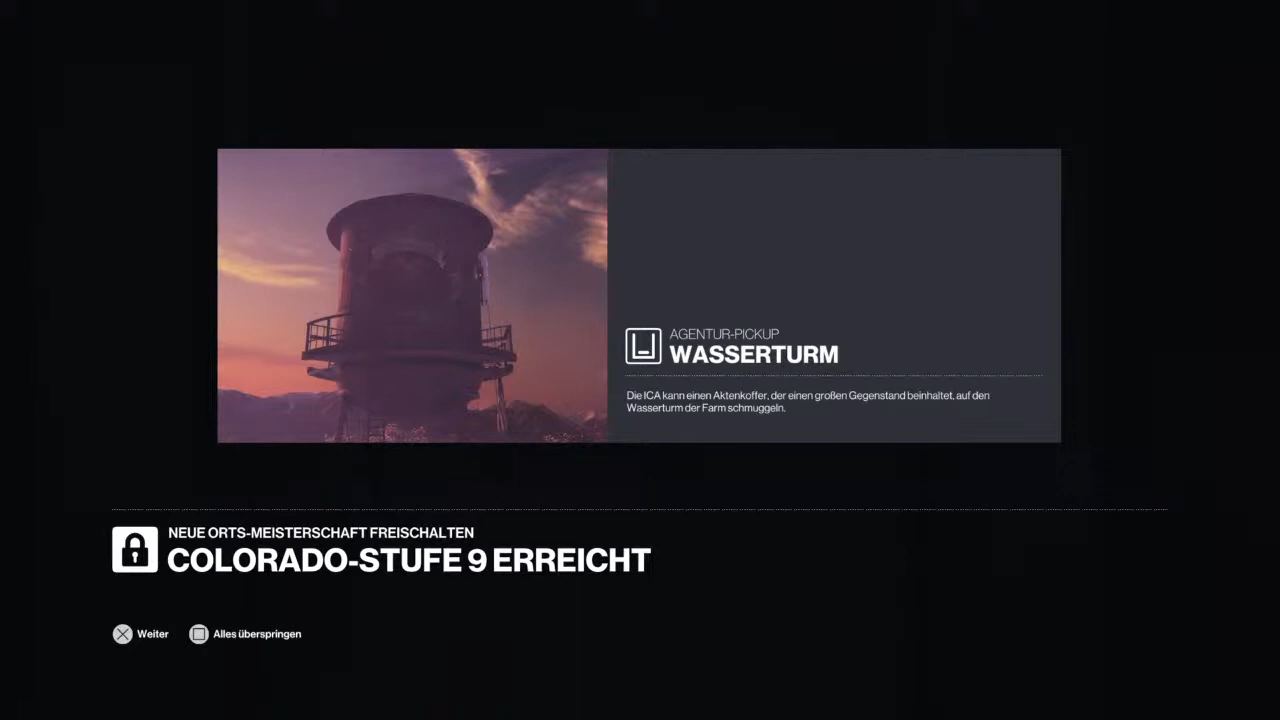 AGENTUR-PICKUP
WASSERTURM
Die ICA kann einen Aktenkoffer, der einen großen Gegenstand beinhaltet, auf den
Wasserturm der Farm schmuggeln.
NEUE ORTS-MEISTERSCHAFT FREISCHALTEN
COLORADO-STUFE 9 ERREICHT
Weiter
Alles überspringen